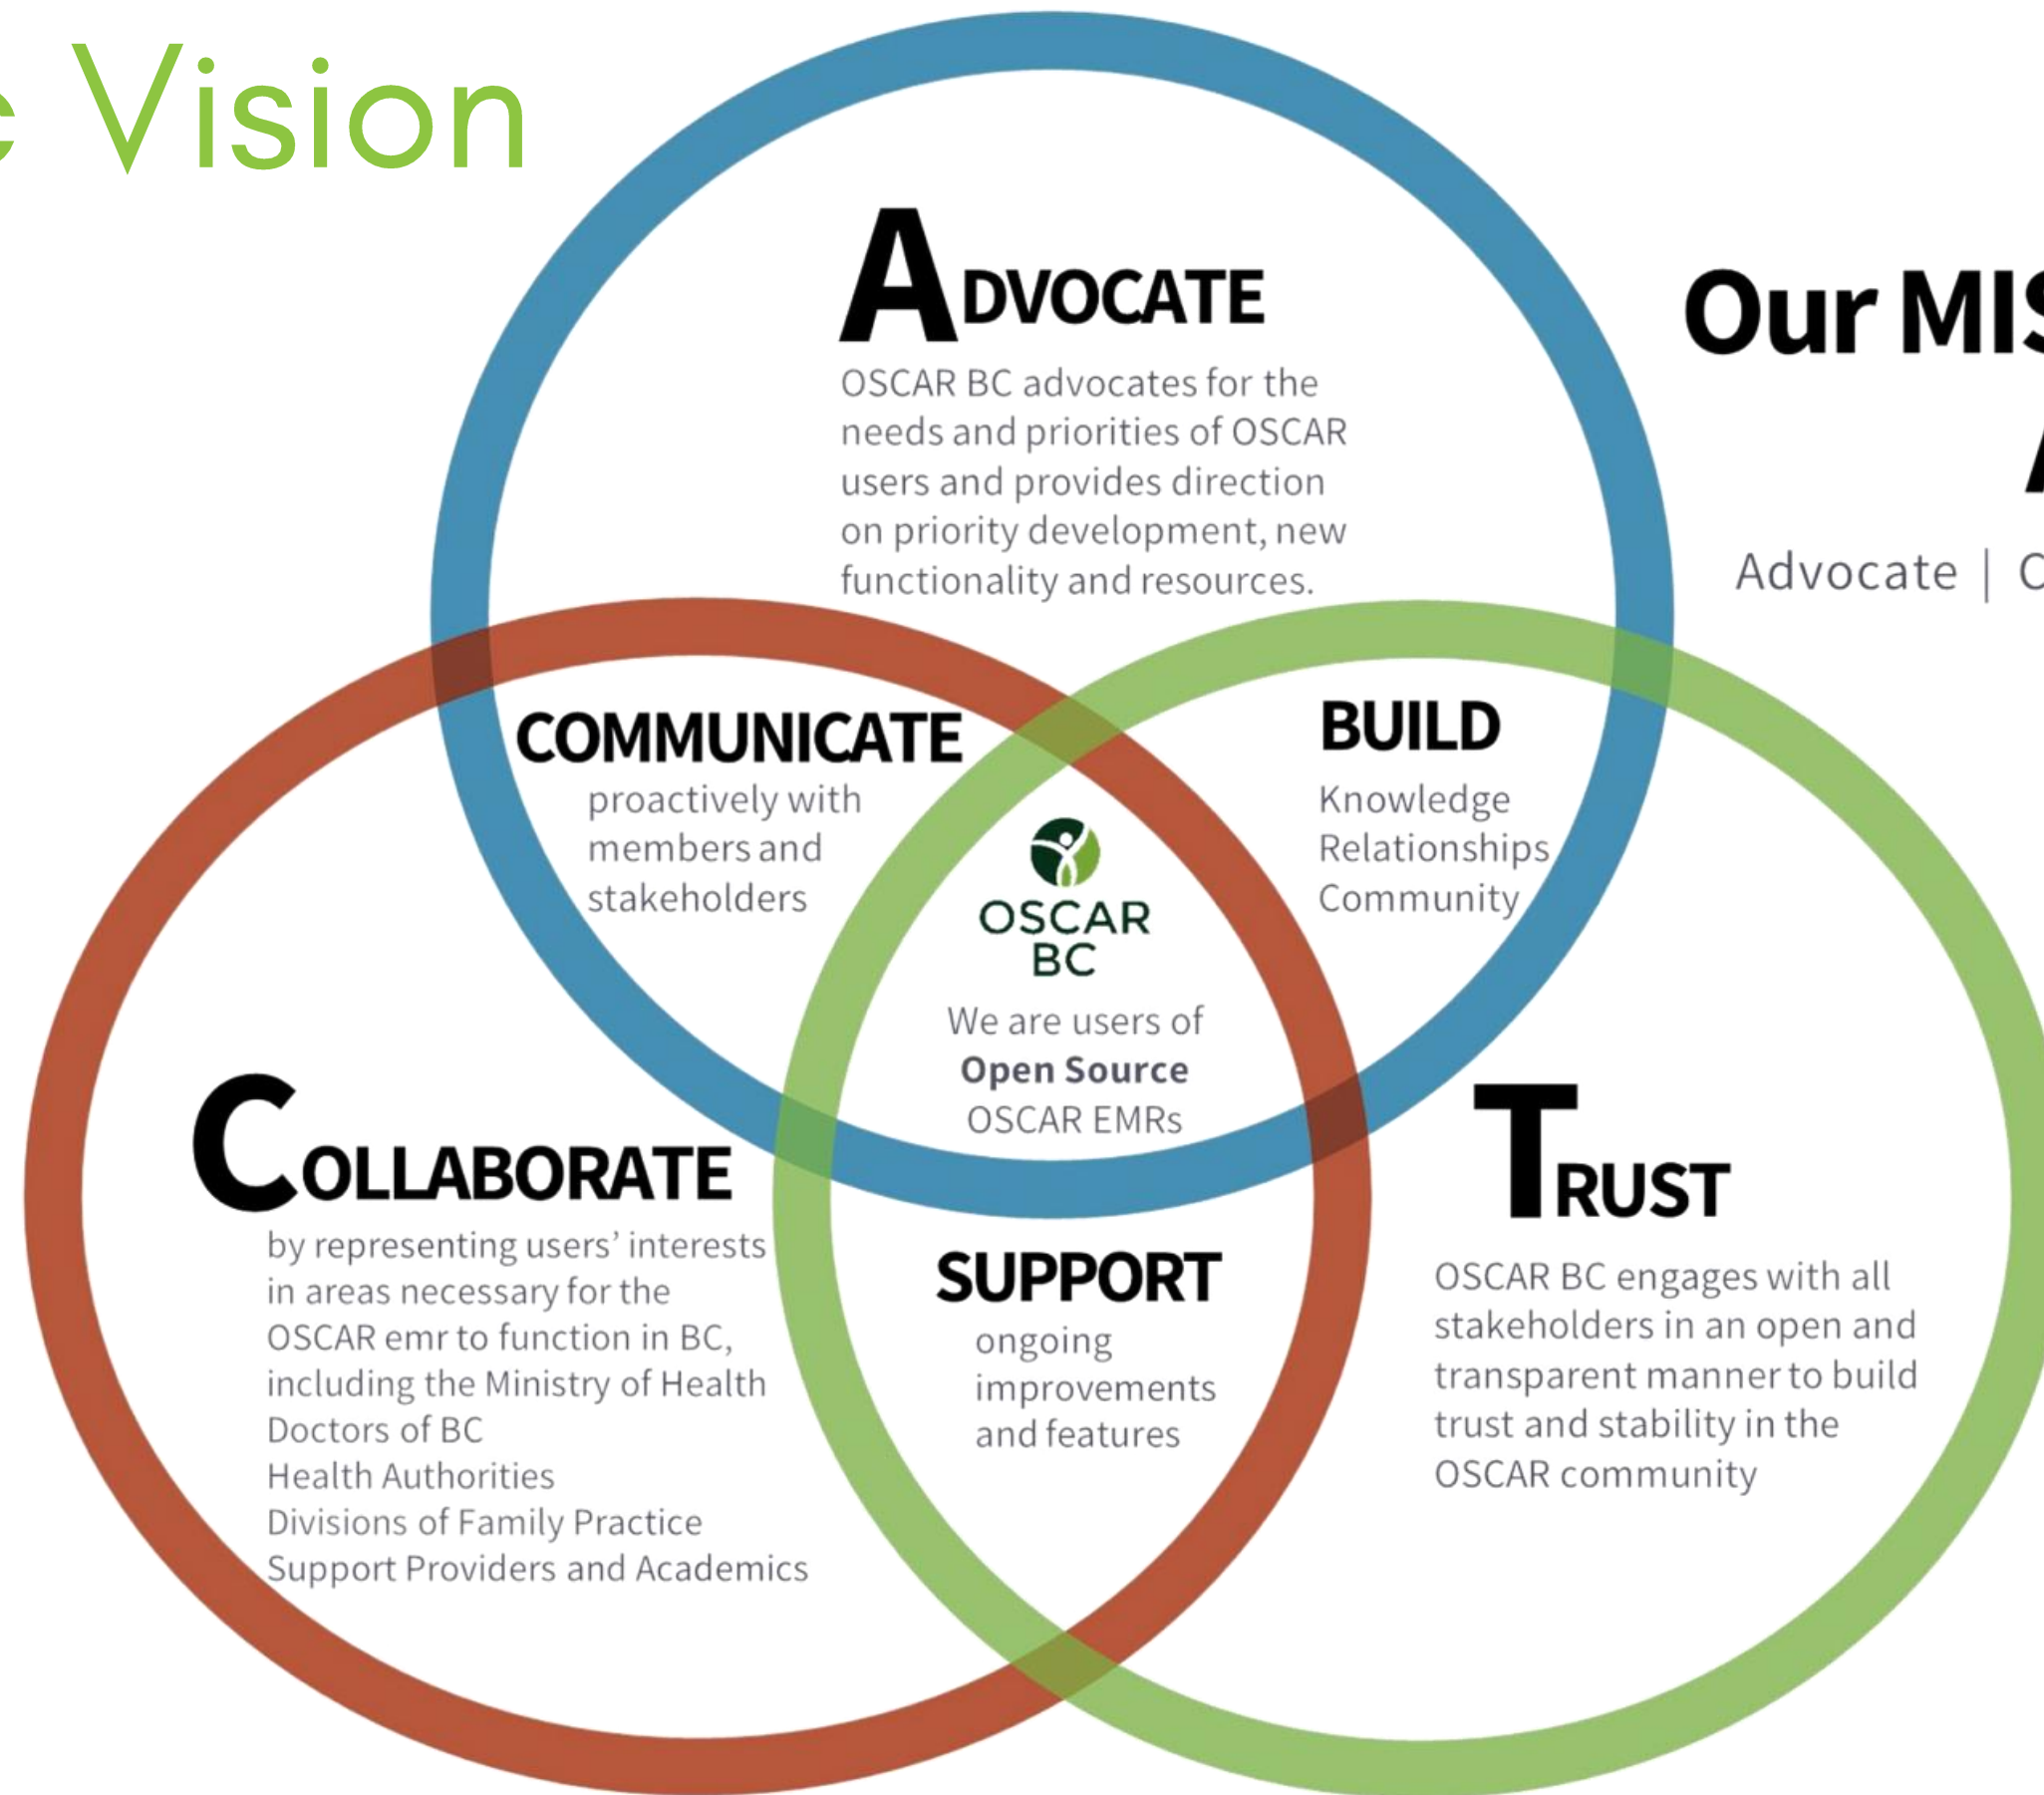 c Vision
ADVOCATE
OSCAR BC advocates for the
needs and priorities of OSCAR
users and provides direction
on priority development, new
functionality and resources.
Our MIS
A
Advocate | C
COMMUNICATE
proactively with
members and
stakeholders
BUILD
Knowledge
Relationships
Community
OSCAR
BC
We are users of
Open Source
OSCAR EMRs
COLLABORATE
by representing users’ interests
in areas necessary for the
OSCAR emr to function in BC,
including the Ministry of Health
Doctors of BC
Health Authorities
Divisions of Family Practice
Support Providers and Academics
SUPPORT
ongoing
improvements
and features
TRUST
OSCAR BC engages with all
stakeholders in an open and
transparent manner to build
trust and stability in the
OSCAR community